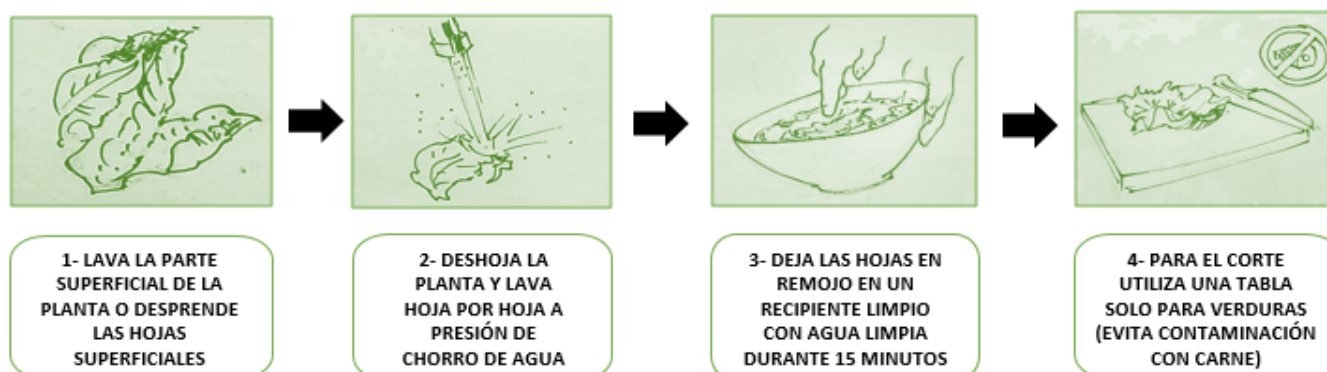 1- LAVA LA PARTE
SUPERFICIAL DE LA
PLANTA O DESPRENDE
LAS HOJAS
SUPERFICIALES
2- DESHOJA LA
PLANTA Y LAVA
HOJA POR HOJA A
PRESIÓN DE
CHORRO DE AGUA
3- DEJA LAS HOJAS EN
REMOJO EN UN
RECIPIENTE LIMPIO
CON AGUA LIMPIA
DURANTE 15 MINUTOS
4- PARA EL CORTE
UTILIZA UNA TABLA
SOLO PARA VERDURAS
(EVITA CONTAMINACIÓN
CON CARNE)